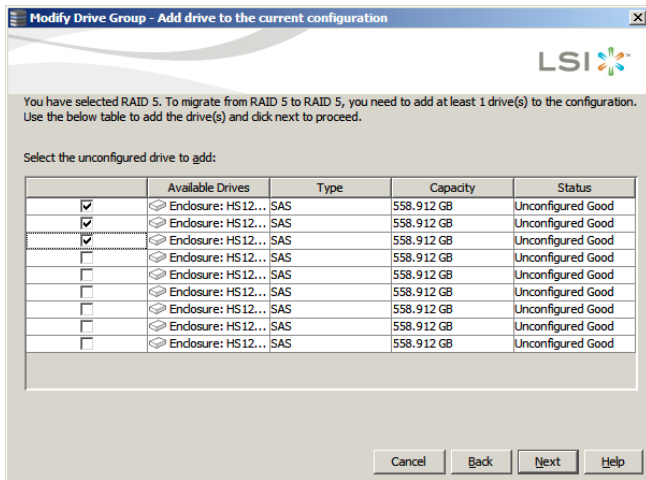 Modify Drive Group - Add drive to the current configuration
LSI
You have selected RAID 5. To migrate from RAID 5 to RAID 5, you need to add at least 1 drive(s) to the configuration.
Use the below table to add the drive(s) and click next to proceed.
Select the unconfigured drive to add:
Available Drives Type Capacity Status
Enclosure: HS12... SAS 558.912 GB Unconfigured Good
Enclosure: HS12... SAS 558.912 GB Unconfigured Good
Enclosure: HS12... SAS 558.912 GB Unconfigured Good
Enclosure: HS12... SAS 558.912 GB Unconfigured Good
Enclosure: HS12... SAS 558.912 GB Unconfigured Good
Enclosure: HS12... SAS 558.912 GB Unconfigured Good
Enclosure: HS12... SAS 558.912 GB Unconfigured Good
Enclosure: HS12... SAS 558.912 GB Unconfigured Good
Enclosure: HS12... SAS 558.912 GB Unconfigured Good
Cancel Back Next Help